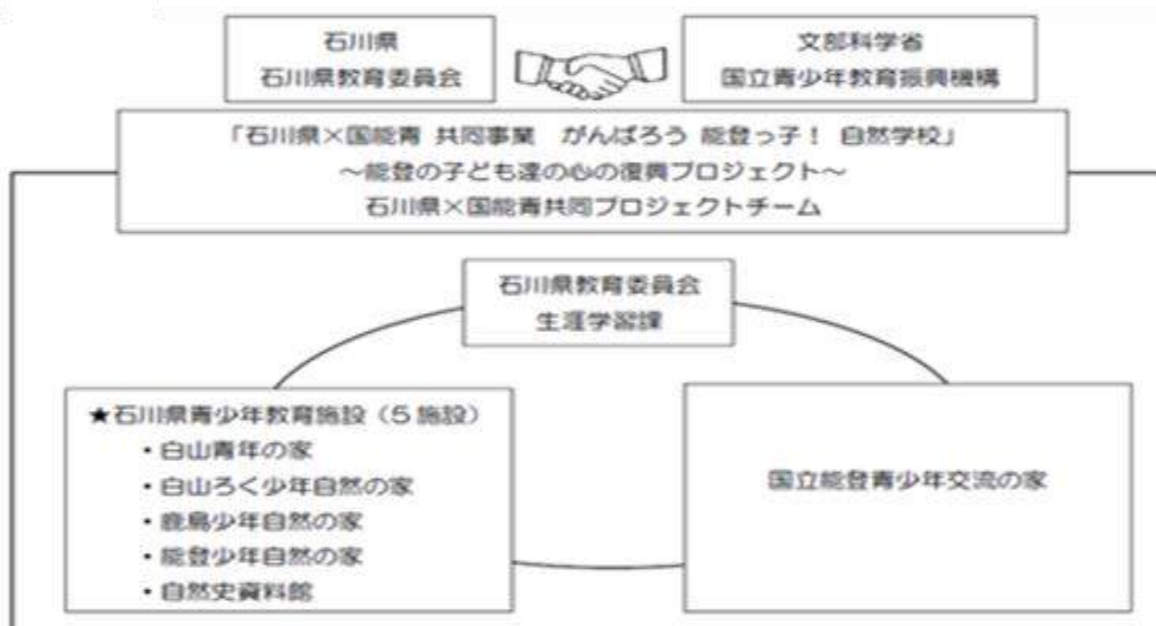 石川県
石川県教育委員会
文部科学省
国立青少年教育振興機構
「石川県×国能青 共同事業　がんばろう 能登っ子！ 自然学校」
～能登の子ども達の心の復興プロジェクト～
石川県×国能青共同プロジェクトチーム
石川県教育委員会
生涯学習課
★石川県青少年教育施設（5 施設）
・白山青年の家
・白山ろく少年自然の家
・鹿島少年自然の家
・能登少年自然の家
・自然史資料館
国立能登青少年交流の家